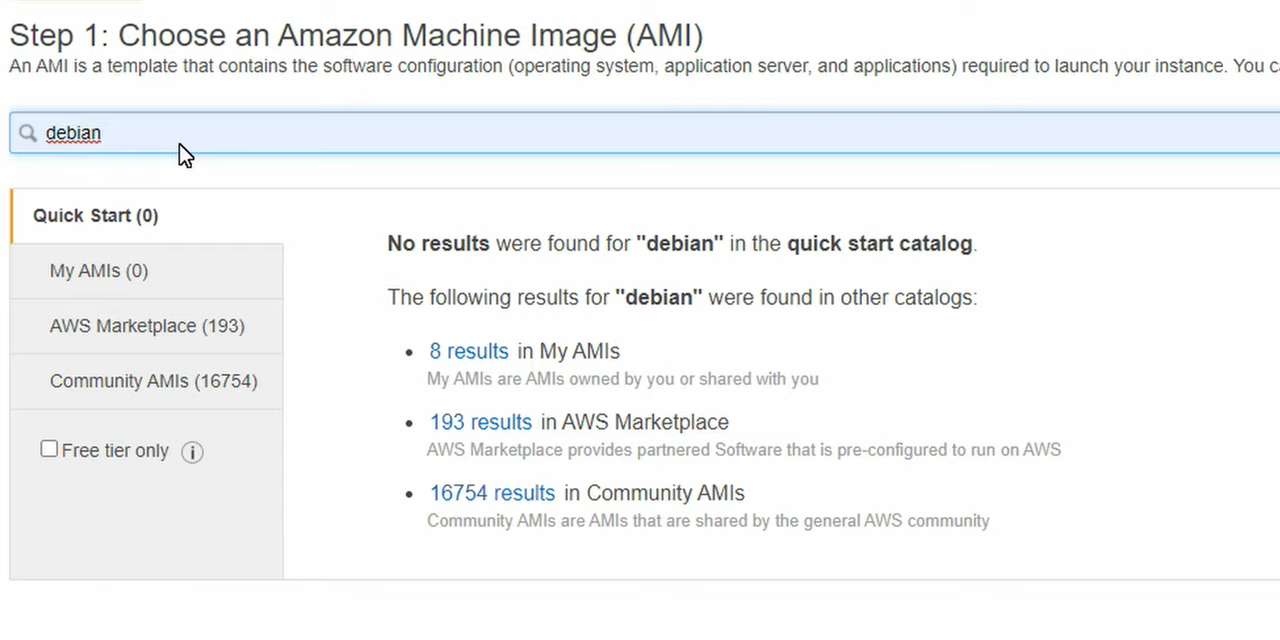 Step 1: Choose an Amazon Machine Image (AMI)
An AMI is a template that contains the software configuration (operating system, application server, and applications) required to launch your instance. You
debian
Quick Start (0)
My AMIs (0)
AWS Marketplace (193)
Community AMIs (16754)
Free tier only
No results were found for "debian" in the quick start catalog.
The following results for "debian" were found in other catalogs:
8 results in My AMIs
My AMIs are AMIs owned by you or shared with you
193 results in AWS Marketplace
AWS Marketplace provides partnered Software that is pre-configured to run on AWS
16754 results in Community AMIs
Community AMIs are AMIs that are shared by the general AWS community